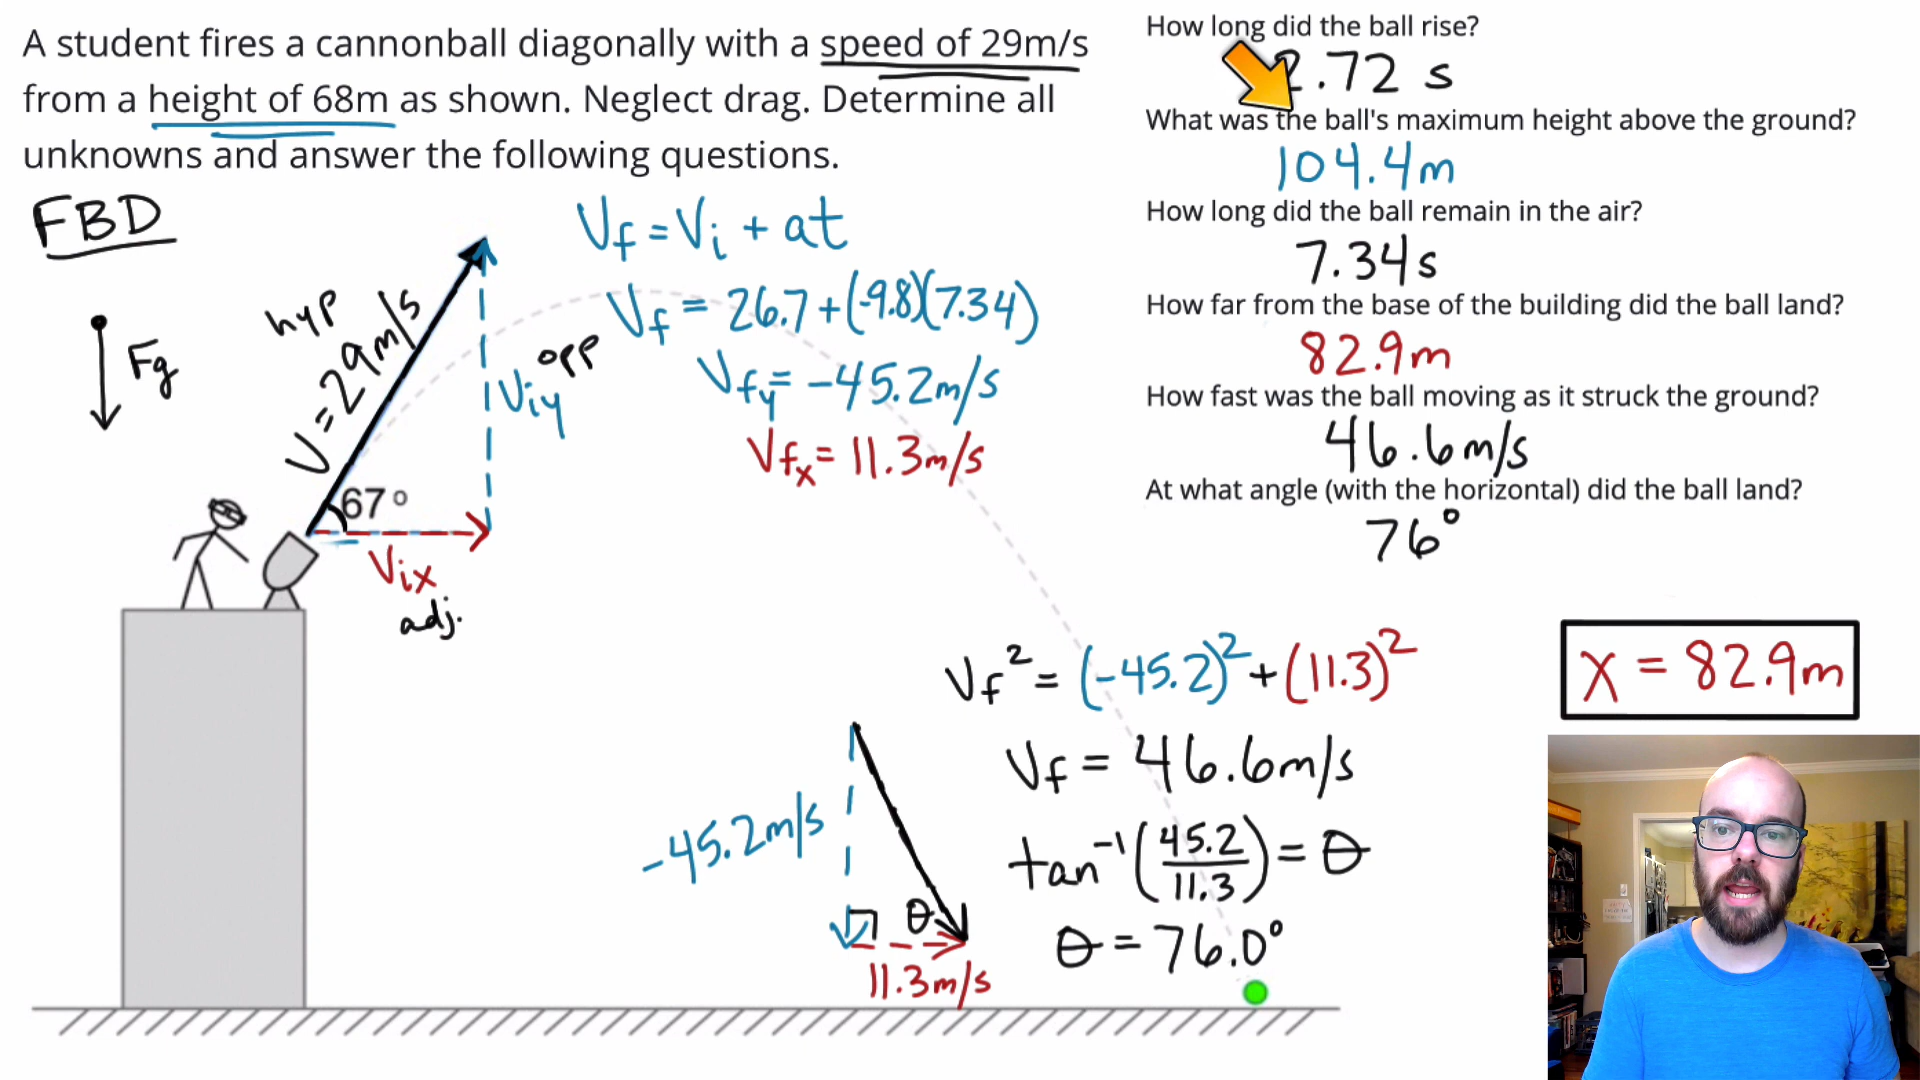 A student fires a cannonball diagonally with a speed of 29m/s
from a height of 68m as shown. Neglect drag. Determine all
unknowns and answer the following questions.
FBD
Fg
hyp
V = 29m/s
67°
Viy
opp
Vix
adj.
Vf = Vi + at
Vf = 26.7 + (-9.8)(7.34)
Vfy = -45.2m/s
Vfx = 11.3m/s
How long did the ball rise?
2.72 s
What was the ball's maximum height above the ground?
104.4m
How long did the ball remain in the air?
7.34s
How far from the base of the building did the ball land?
82.9m
How fast was the ball moving as it struck the ground?
46.6m/s
At what angle (with the horizontal) did the ball land?
76°
Vf² = (-45.2)² + (11.3)²
Vf = 46.6m/s
tan⁻¹(45.2/11.3) = θ
θ = 76.0°
-45.2m/s
θ
11.3m/s
X = 82.9m